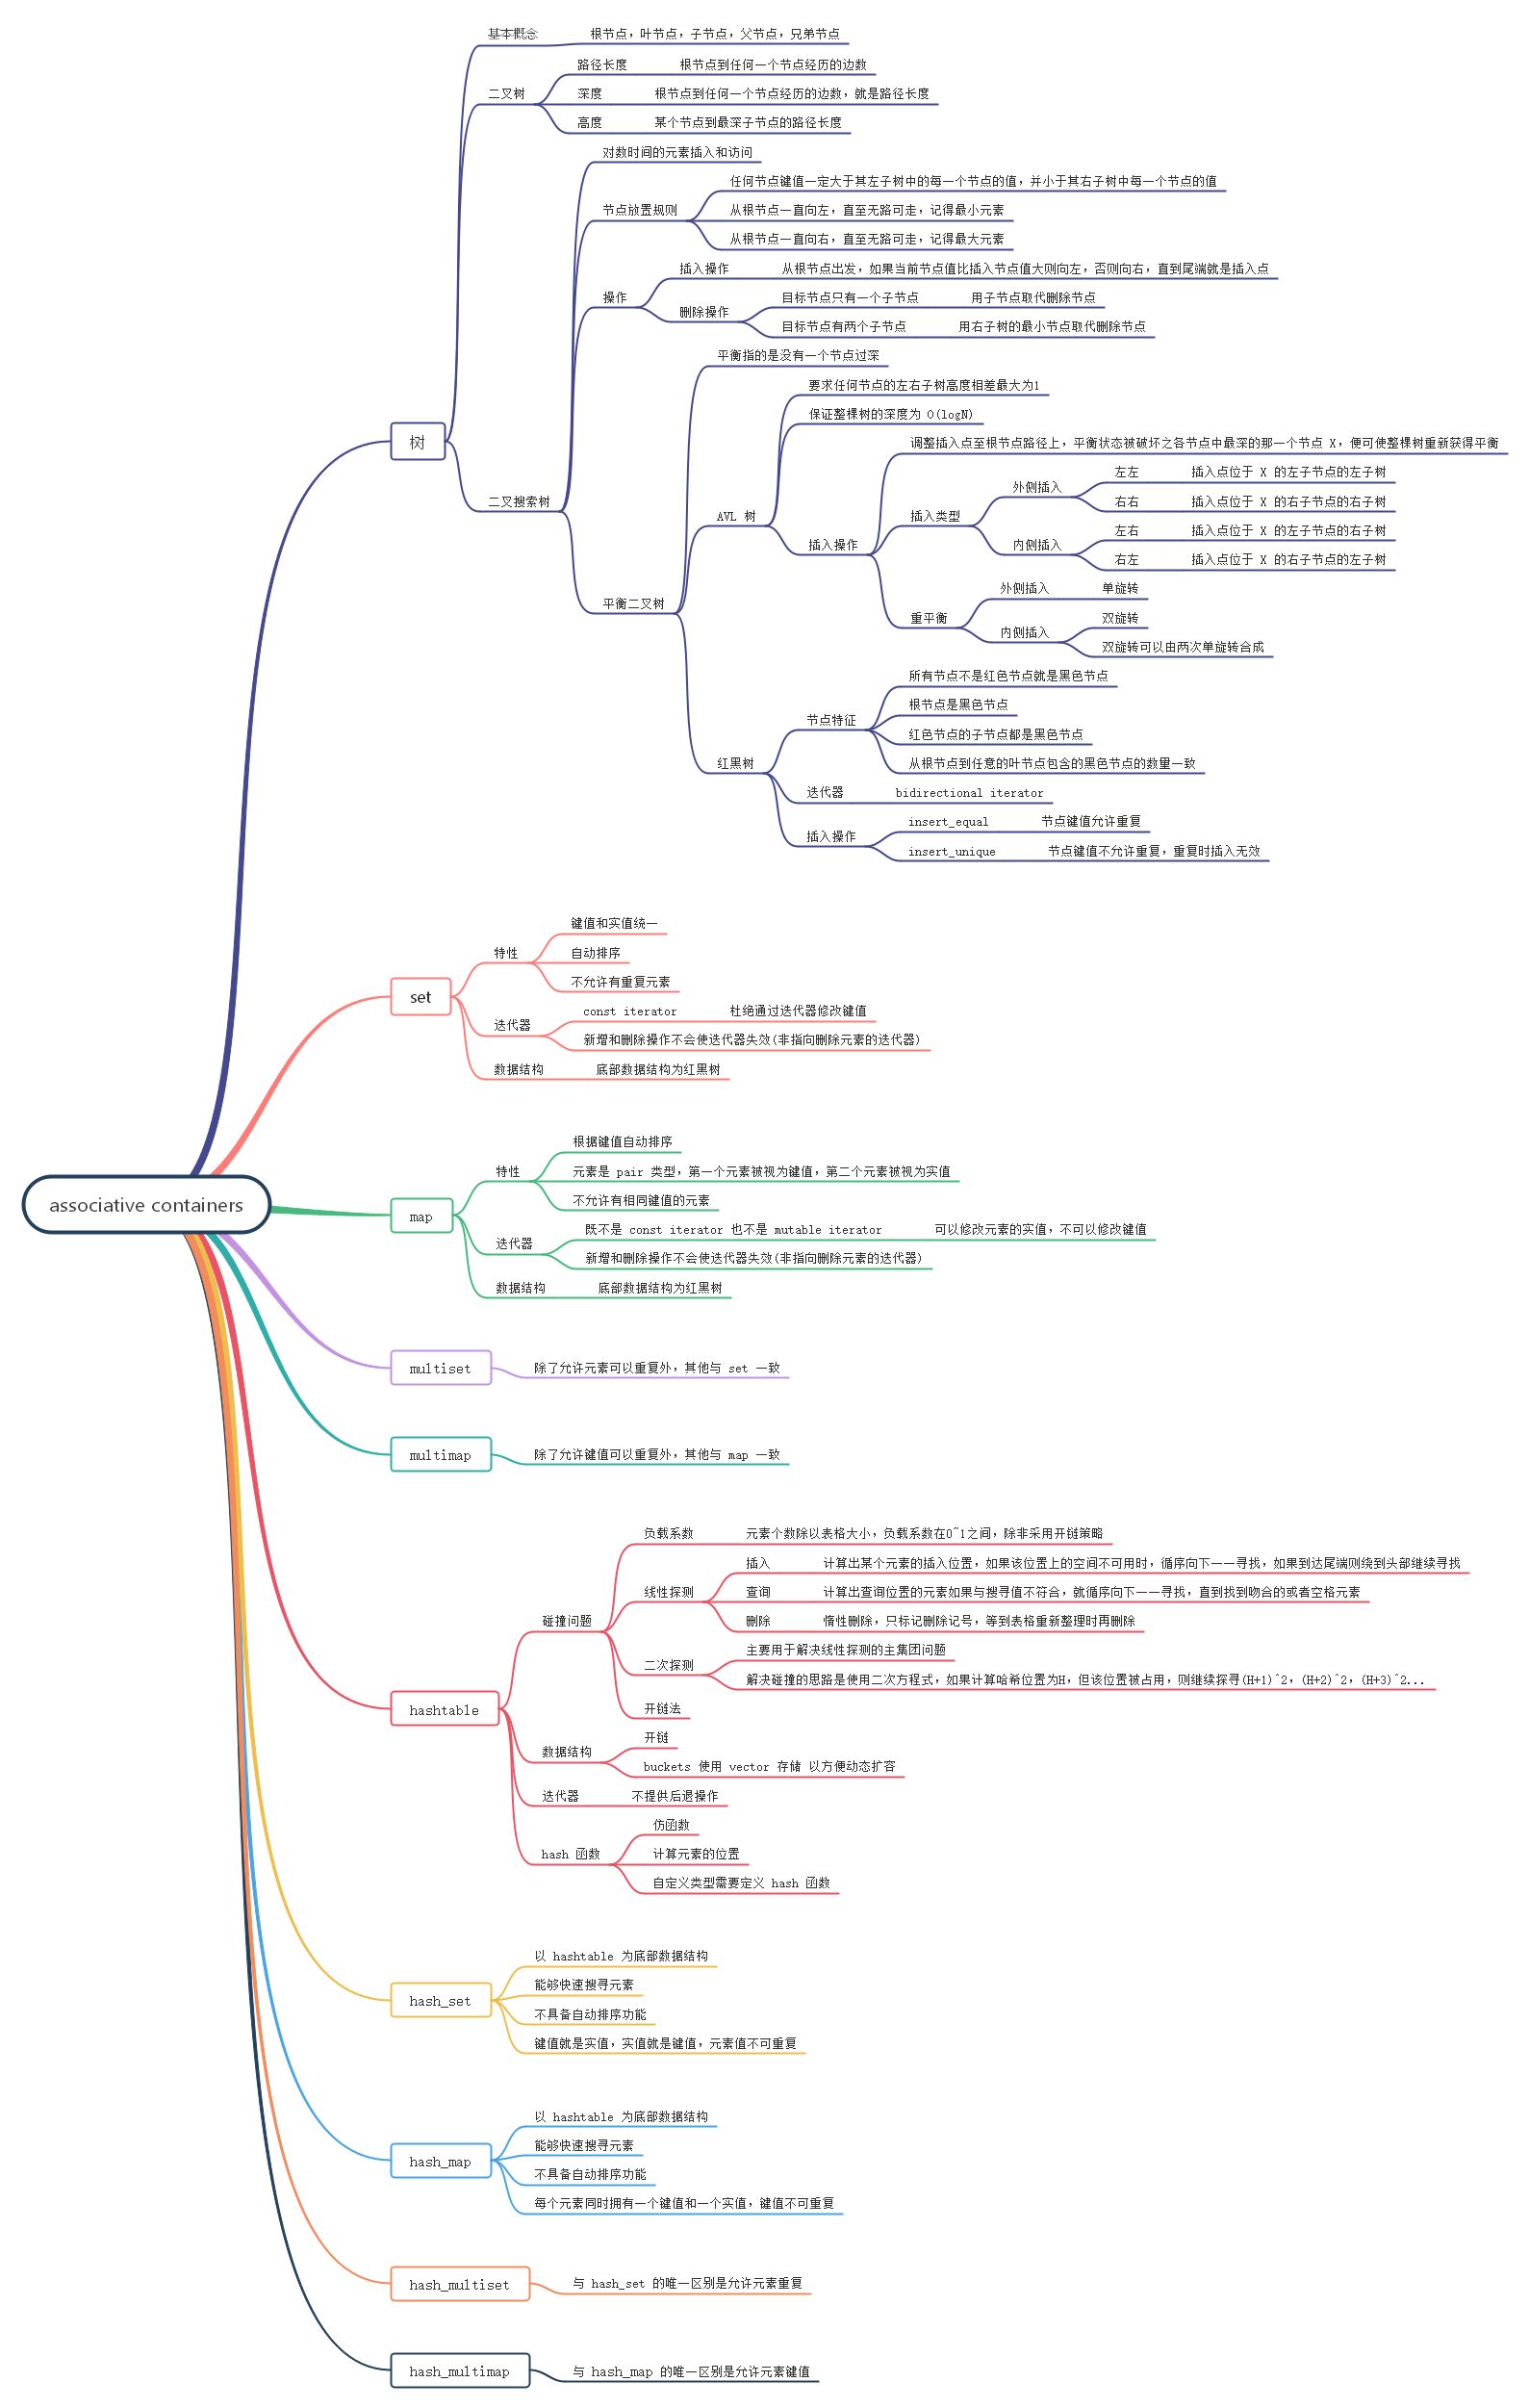 基本概念
根节点，叶节点，子节点，父节点，兄弟节点
二叉树
路径长度
根节点到任何一个节点经历的边数
深度
根节点到任何一个节点经历的边数，就是路径长度
高度
某个节点到最深子节点的路径长度
树
二叉搜索树
对数时间的元素插入和访问
节点放置规则
任何节点键值一定大于其左子树中的每一个节点的值，并小于其右子树中每一个节点的值
从根节点一直向左，直至无路可走，记得最小元素
从根节点一直向右，直至无路可走，记得最大元素
操作
插入操作
从根节点出发，如果当前节点值比插入节点值大则向左，否则向右，直到尾端就是插入点
删除操作
目标节点只有一个子节点
用子节点取代删除节点
目标节点有两个子节点
用右子树的最小节点取代删除节点
平衡二叉树
平衡指的是没有一个节点过深
AVL 树
要求任何节点的左右子树高度相差最大为1
保证整棵树的深度为 O(logN)
插入操作
调整插入点至根节点路径上，平衡状态被破坏之各节点中最深的那一个节点 X，便可使整棵树重新获得平衡
插入类型
外侧插入
左左
插入点位于 X 的左子节点的左子树
右右
插入点位于 X 的右子节点的右子树
内侧插入
左右
插入点位于 X 的左子节点的右子树
右左
插入点位于 X 的右子节点的左子树
重平衡
外侧插入
单旋转
内侧插入
双旋转
双旋转可以由两次单旋转合成
红黑树
节点特征
所有节点不是红色节点就是黑色节点
根节点是黑色节点
红色节点的子节点都是黑色节点
从根节点到任意的叶节点包含的黑色节点的数量一致
迭代器
bidirectional iterator
插入操作
insert_equal
节点键值允许重复
insert_unique
节点键值不允许重复，重复时插入无效
set
特性
键值和实值统一
自动排序
不允许有重复元素
迭代器
const iterator
杜绝通过迭代器修改键值
新增和删除操作不会使迭代器失效(非指向删除元素的迭代器)
数据结构
底部数据结构为红黑树
associative containers
map
特性
根据键值自动排序
元素是 pair 类型，第一个元素被视为键值，第二个元素被视为实值
不允许有相同键值的元素
迭代器
既不是 const iterator 也不是 mutable iterator
可以修改元素的实值，不可以修改键值
新增和删除操作不会使迭代器失效(非指向删除元素的迭代器)
数据结构
底部数据结构为红黑树
multiset
除了允许元素可以重复外，其他与 set 一致
multimap
除了允许键值可以重复外，其他与 map 一致
hashtable
碰撞问题
负载系数
元素个数除以表格大小，负载系数在0~1之间，除非采用开链策略
线性探测
插入
计算出某个元素的插入位置，如果该位置上的空间不可用时，循序向下一一寻找，如果到达尾端则绕到头部继续寻找
查询
计算出查询位置的元素如果与搜寻值不符合，就循序向下一一寻找，直到找到吻合的或者空格元素
删除
惰性删除，只标记删除记号，等到表格重新整理时再删除
二次探测
主要用于解决线性探测的主集团问题
解决碰撞的思路是使用二次方程式，如果计算哈希位置为H，但该位置被占用，则继续探寻(H+1)^2，(H+2)^2，(H+3)^2...
开链法
数据结构
开链
buckets 使用 vector 存储 以方便动态扩容
迭代器
不提供后退操作
hash 函数
仿函数
计算元素的位置
自定义类型需要定义 hash 函数
hash_set
以 hashtable 为底部数据结构
能够快速搜寻元素
不具备自动排序功能
键值就是实值，实值就是键值，元素值不可重复
hash_map
以 hashtable 为底部数据结构
能够快速搜寻元素
不具备自动排序功能
每个元素同时拥有一个键值和一个实值，键值不可重复
hash_multiset
与 hash_set 的唯一区别是允许元素重复
hash_multimap
与 hash_map 的唯一区别是允许元素键值